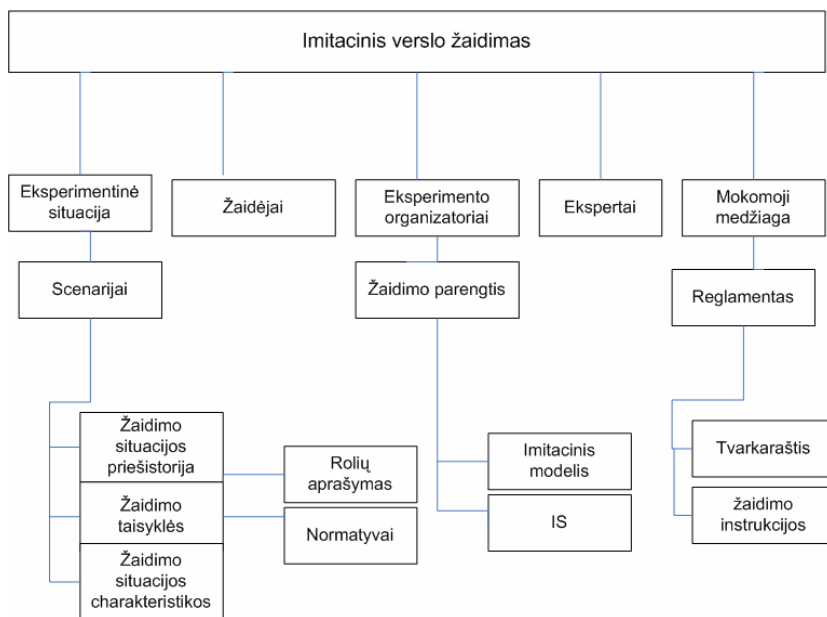 Imitacinis verslo žaidimas
Eksperimentinė
situacija
Žaidėjai
Eksperimento
organizatoriai
Ekspertai
Mokomoji
medžiaga
Scenarijai
Žaidimo parengtis
Reglamentas
Žaidimo
situacijos
priešistorija
Rolių
aprašymas
Imitacinis
modelis
Tvarkaraštis
Žaidimo
taisyklės
Normatyvai
IS
žaidimo
instrukcijos
Žaidimo
situacijos
charakteristikos